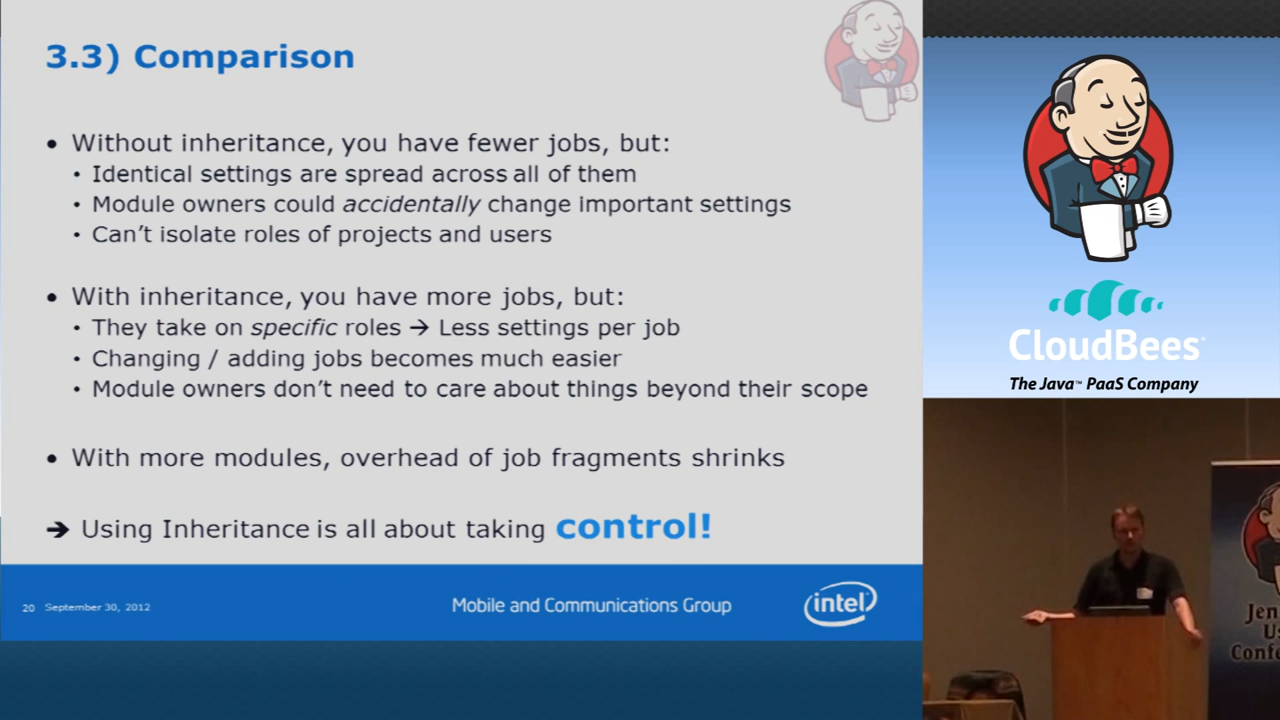 3.3) Comparison
• Without inheritance, you have fewer jobs, but:
• Identical settings are spread across all of them
• Module owners could accidentally change important settings
• Can't isolate roles of projects and users
• With inheritance, you have more jobs, but:
• They take on specific roles → Less settings per job
• Changing / adding jobs becomes much easier
• Module owners don't need to care about things beyond their scope
• With more modules, overhead of job fragments shrinks
→ Using Inheritance is all about taking control!
20 September 30, 2012
Mobile and Communications Group
intel
CloudBees
The Java™ PaaS Company
Jen
Us
Confe